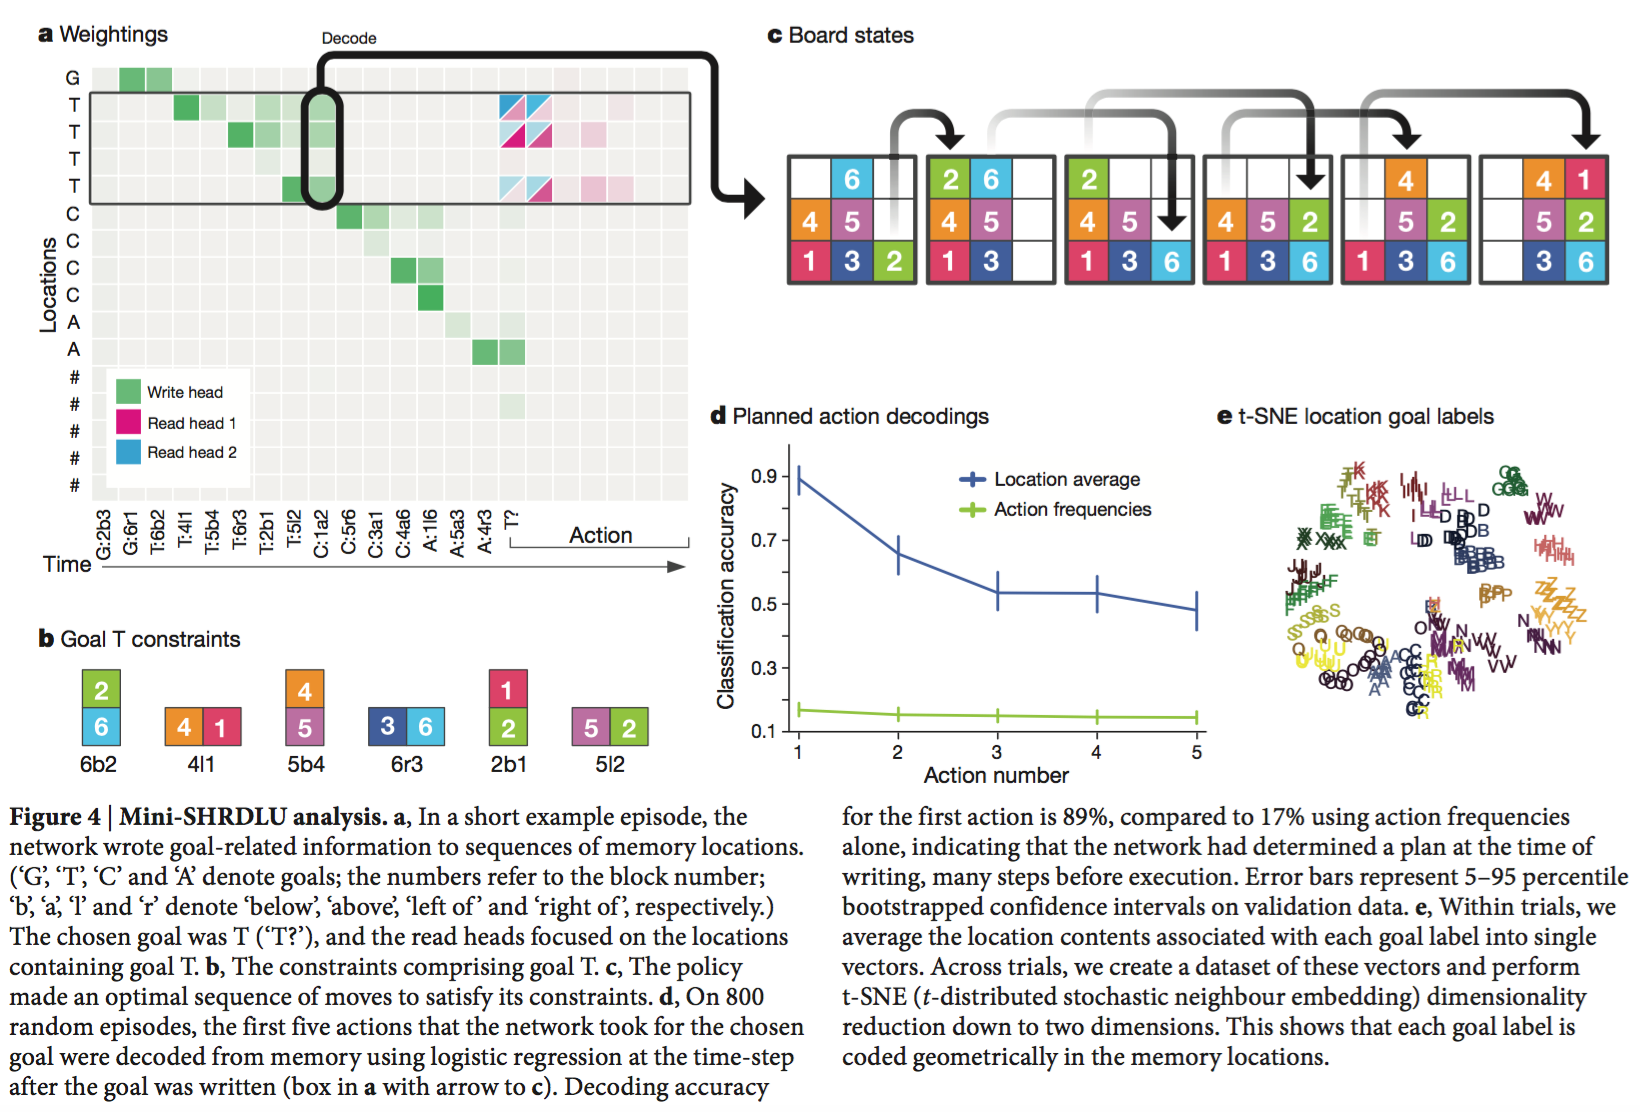 a Weightings
Decode
G
T
T
T
T
C
C
C
C
A
A
#
#
#
#
#
Locations
Write head
Read head 1
Read head 2
G:2b3
G:6r1
T:6b2
T:4l1
T:5b4
T:6r3
T:2b1
T:5l2
C:1a2
C:5r6
C:3a1
C:4a6
A:1l6
A:5a3
A:4r3
T?
Action
Time
b Goal T constraints
2 4 1
6 4 1 5 3 6 2 5 2
6b2 4l1 5b4 6r3 2b1 5l2
c Board states
6 2 6 2 4 4 1
4 5 4 5 4 5 4 5 2 5 2 5 2
1 3 2 1 3 1 3 6 1 3 6 1 3 6 3 6
d Planned action decodings
Classification accuracy
0.9
0.7
0.5
0.3
0.1
Location average
Action frequencies
1 2 3 4 5
Action number
e t-SNE location goal labels
Figure 4 | Mini-SHRDLU analysis. a, In a short example episode, the
network wrote goal-related information to sequences of memory locations.
(‘G’, ‘T’, ‘C’ and ‘A’ denote goals; the numbers refer to the block number;
‘b’, ‘a’, ‘l’ and ‘r’ denote ‘below’, ‘above’, ‘left of’ and ‘right of’, respectively.)
The chosen goal was T (‘T?’), and the read heads focused on the locations
containing goal T. b, The constraints comprising goal T. c, The policy
made an optimal sequence of moves to satisfy its constraints. d, On 800
random episodes, the first five actions that the network took for the chosen
goal were decoded from memory using logistic regression at the time-step
after the goal was written (box in a with arrow to c). Decoding accuracy
for the first action is 89%, compared to 17% using action frequencies
alone, indicating that the network had determined a plan at the time of
writing, many steps before execution. Error bars represent 5–95 percentile
bootstrapped confidence intervals on validation data. e, Within trials, we
average the location contents associated with each goal label into single
vectors. Across trials, we create a dataset of these vectors and perform
t-SNE (t-distributed stochastic neighbour embedding) dimensionality
reduction down to two dimensions. This shows that each goal label is
coded geometrically in the memory locations.